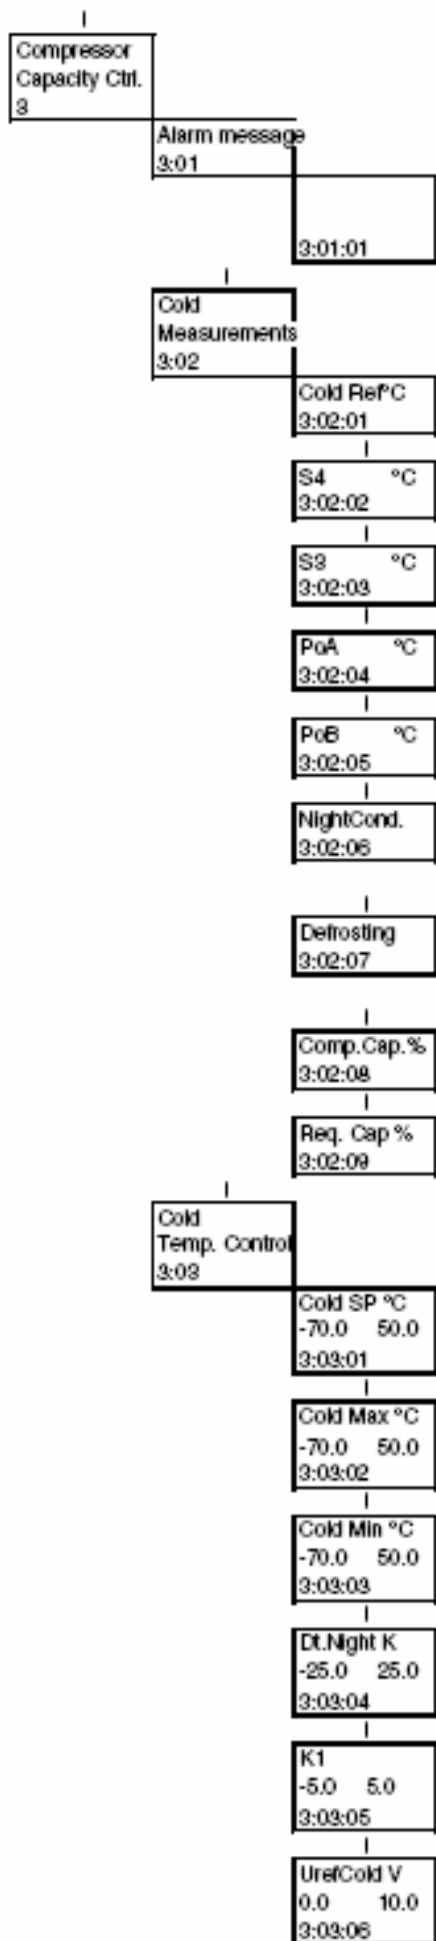 Compressor
Capacity Ctrl.
3
Alarm message
3:01
3:01:01
Cold
Measurements
3:02
Cold Ref°C
3:02:01
S4 °C
3:02:02
S3 °C
3:02:03
PoA °C
3:02:04
PoB °C
3:02:05
NightCond.
3:02:06
Defrosting
3:02:07
Comp.Cap.%
3:02:08
Req. Cap %
3:02:09
Cold
Temp. Control
3:03
Cold SP °C
-70.0 50.0
3:03:01
Cold Max °C
-70.0 50.0
3:03:02
Cold Min °C
-70.0 50.0
3:03:03
Dt.Night K
-25.0 25.0
3:03:04
K1
-5.0 5.0
3:03:05
UrefCold V
0.0 10.0
3:03:06